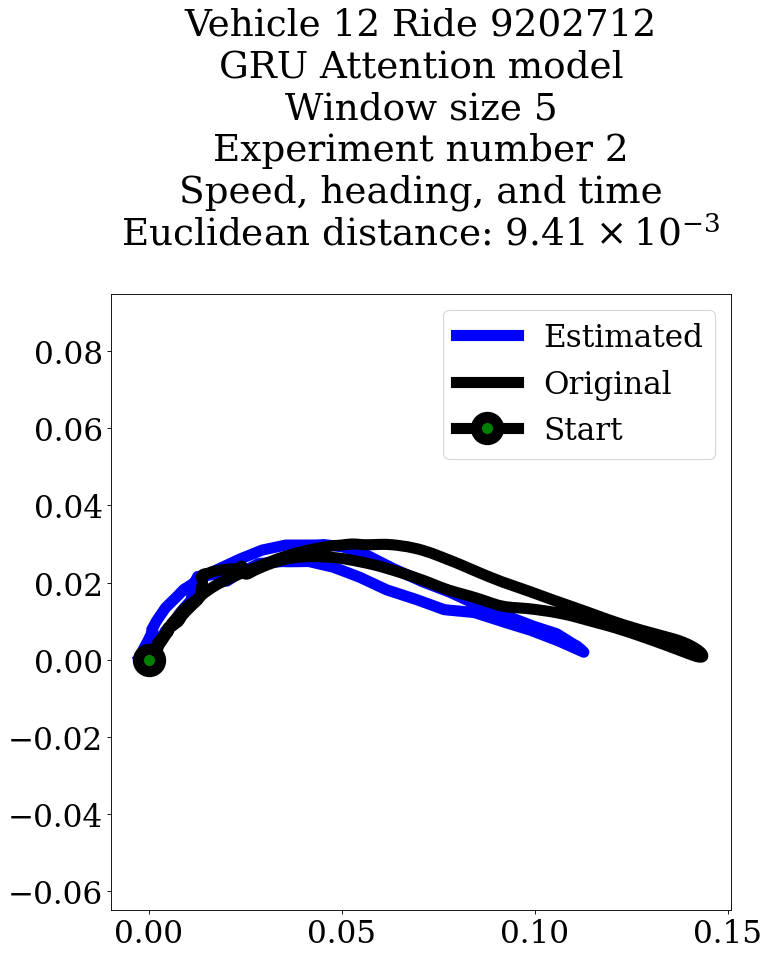 Vehicle 12 Ride 9202712
GRU Attention model
Window size 5
Experiment number 2
Speed, heading, and time
Euclidean distance: 9.41 × 10⁻³
Estimated
Original
Start
0.08
0.06
0.04
0.02
0.00
−0.02
−0.04
−0.06
0.00 0.05 0.10 0.15